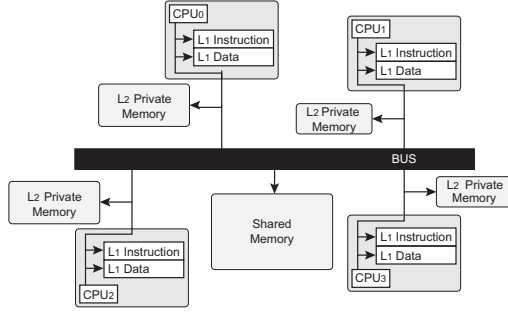 CPU0
L1 Instruction
L1 Data
CPU1
L1 Instruction
L1 Data
L2 Private
Memory
L2 Private
Memory
BUS
L2 Private
Memory
L2 Private
Memory
Shared
Memory
L1 Instruction
L1 Data
CPU2
L1 Instruction
L1 Data
CPU3